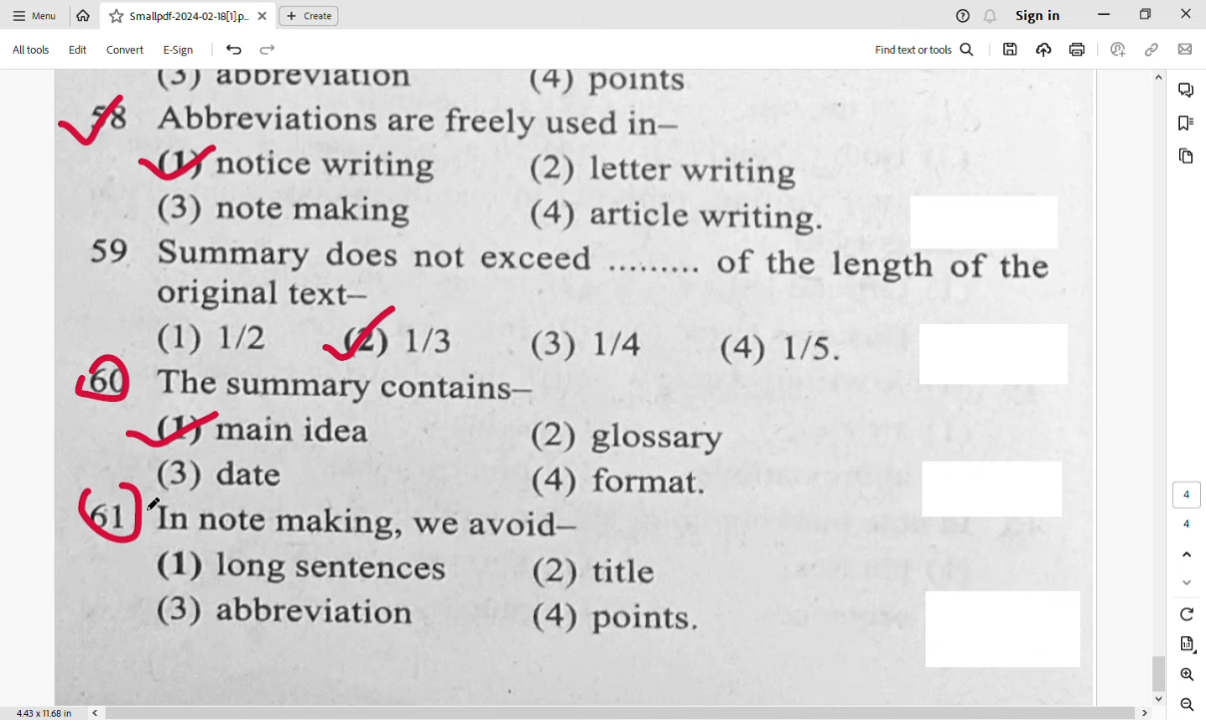 Menu
Smallpdf-2024-02-18[1].p...
Create
Sign in
All tools Edit Convert E-Sign
Find text or tools
(3) abbreviation (4) points
58 Abbreviations are freely used in–
(1) notice writing (2) letter writing
(3) note making (4) article writing.
59 Summary does not exceed ......... of the length of the
original text–
(1) 1/2 (2) 1/3 (3) 1/4 (4) 1/5.
60 The summary contains–
(1) main idea (2) glossary
(3) date (4) format.
61 In note making, we avoid–
(1) long sentences (2) title
(3) abbreviation (4) points.
4
4
4.43 x 11.68 in